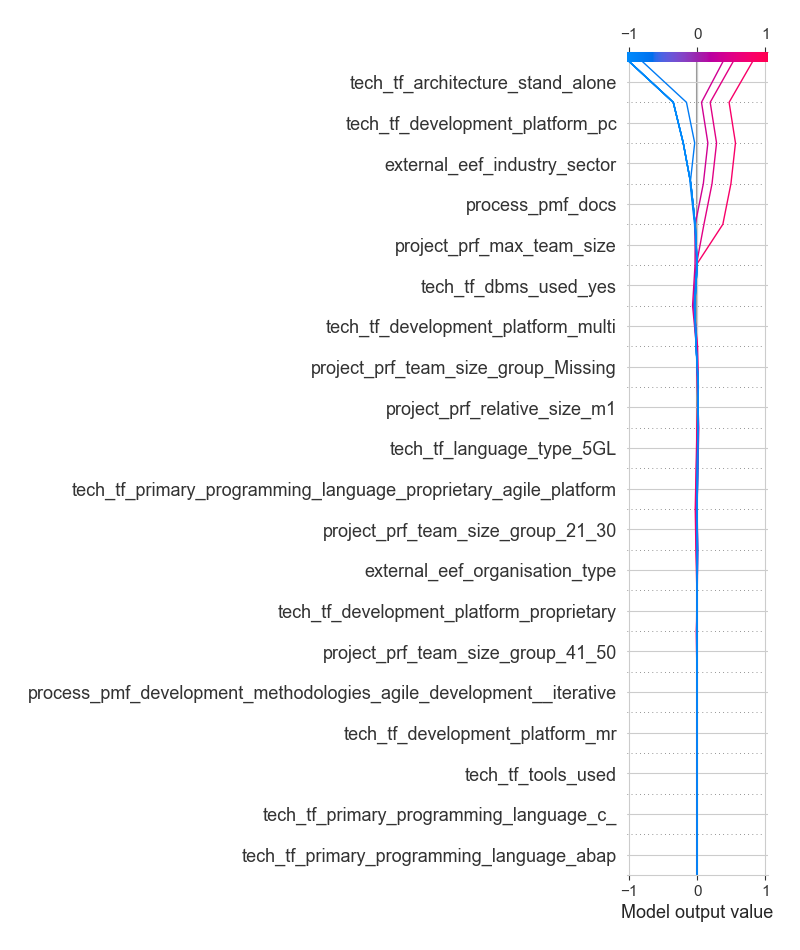 −1 0 1
tech_tf_architecture_stand_alone
tech_tf_development_platform_pc
external_eef_industry_sector
process_pmf_docs
project_prf_max_team_size
tech_tf_dbms_used_yes
tech_tf_development_platform_multi
project_prf_team_size_group_Missing
project_prf_relative_size_m1
tech_tf_language_type_5GL
tech_tf_primary_programming_language_proprietary_agile_platform
project_prf_team_size_group_21_30
external_eef_organisation_type
tech_tf_development_platform_proprietary
project_prf_team_size_group_41_50
process_pmf_development_methodologies_agile_development__iterative
tech_tf_development_platform_mr
tech_tf_tools_used
tech_tf_primary_programming_language_c_
tech_tf_primary_programming_language_abap
−1 0 1
Model output value